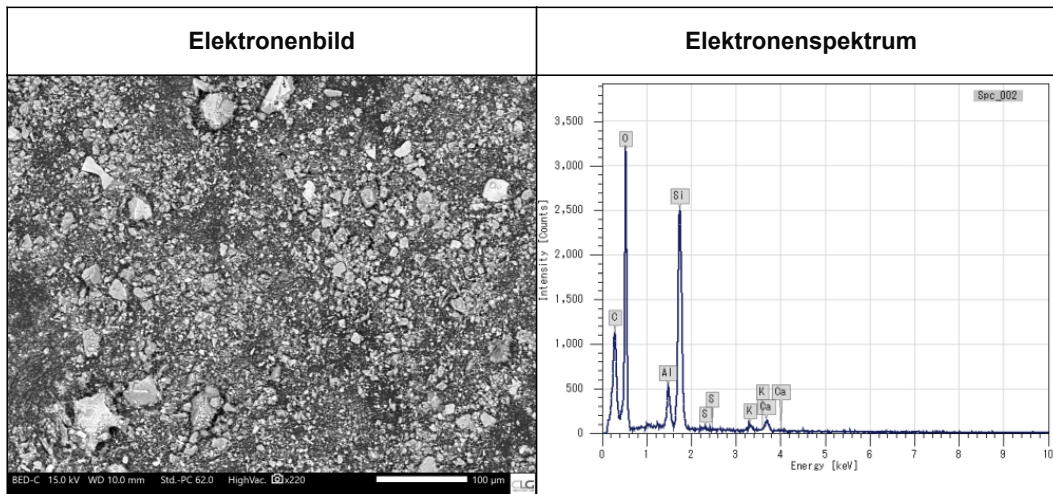 Elektronenbild
Elektronenspektrum
BED-C 15.0 kV WD 10.0 mm Std.-PC 62.0 HighVac. x220 100 µm CLG
Spc_002
Intensity [Counts]
3,500
3,000
2,500
2,000
1,500
1,000
500
0
C
O
Al
Si
S
S
K
K
Ca
Ca
0 1 2 3 4 5 6 7 8 9 10
Energy [keV]